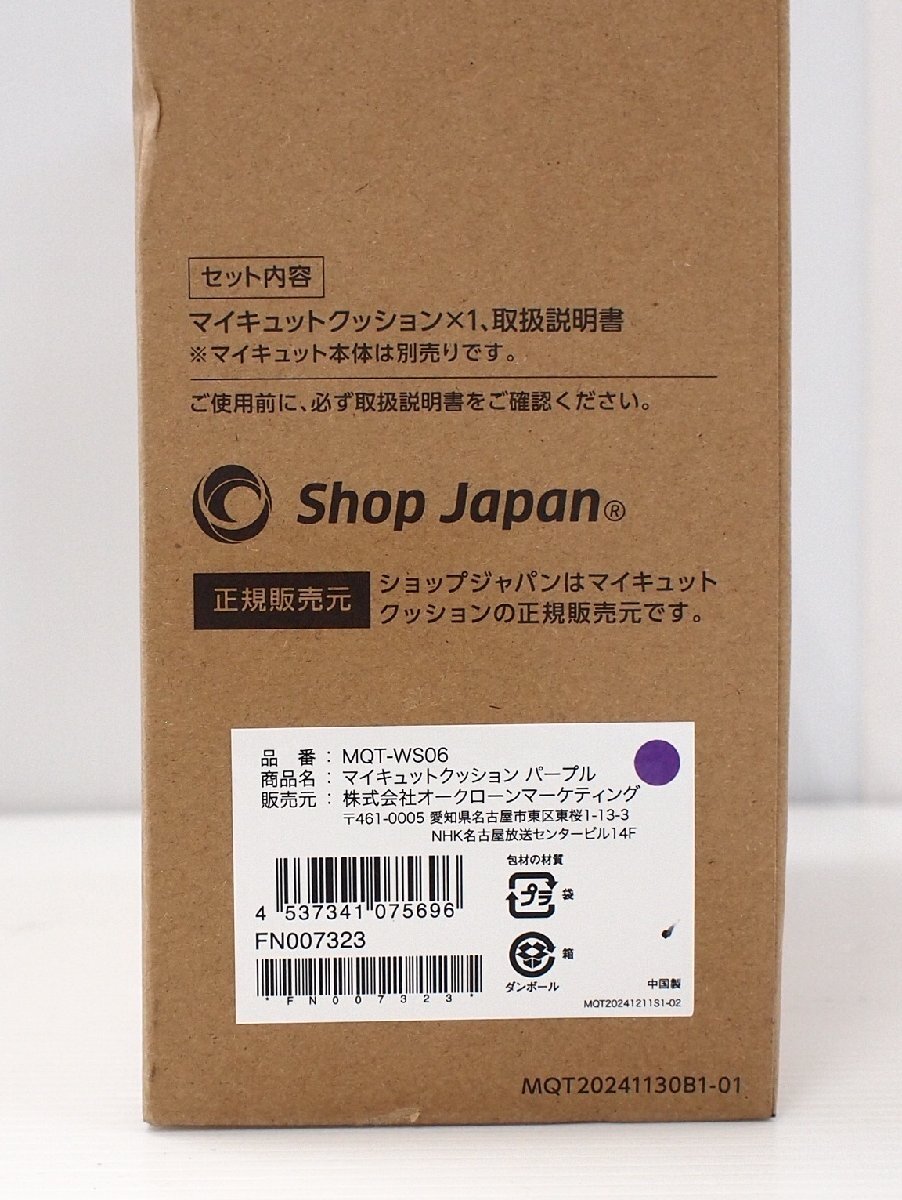 セット内容
マイキュットクッション×1、取扱説明書
※マイキュット本体は別売りです。
ご使用前に、必ず取扱説明書をご確認ください。
Shop Japan®
正規販売元
ショップジャパンはマイキュット
クッションの正規販売元です。
品 番：MQT-WS06
商品名：マイキュットクッション パープル
販売元：株式会社オークローンマーケティング
〒461-0005 愛知県名古屋市東区東桜1-13-3
NHK名古屋放送センタービル14F
包材の材質
プラ 袋
4 537341 075696
FN007323
箱
ダンボール
*FN007323*
中国製
MQT20241211S1-02
MQT20241130B1-01